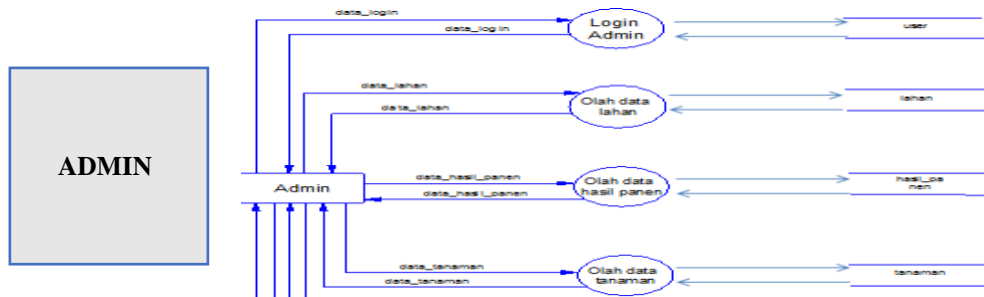 data_login
data_login
Login
Admin
user
data_lahan
data_lahan
Olah data
lahan
lahan
ADMIN
Admin
data_hasil_panen
data_hasil_panen
Olah data
hasil panen
hasil_pa
nen
data_tanaman
data_tanaman
Olah data
tanaman
tanaman